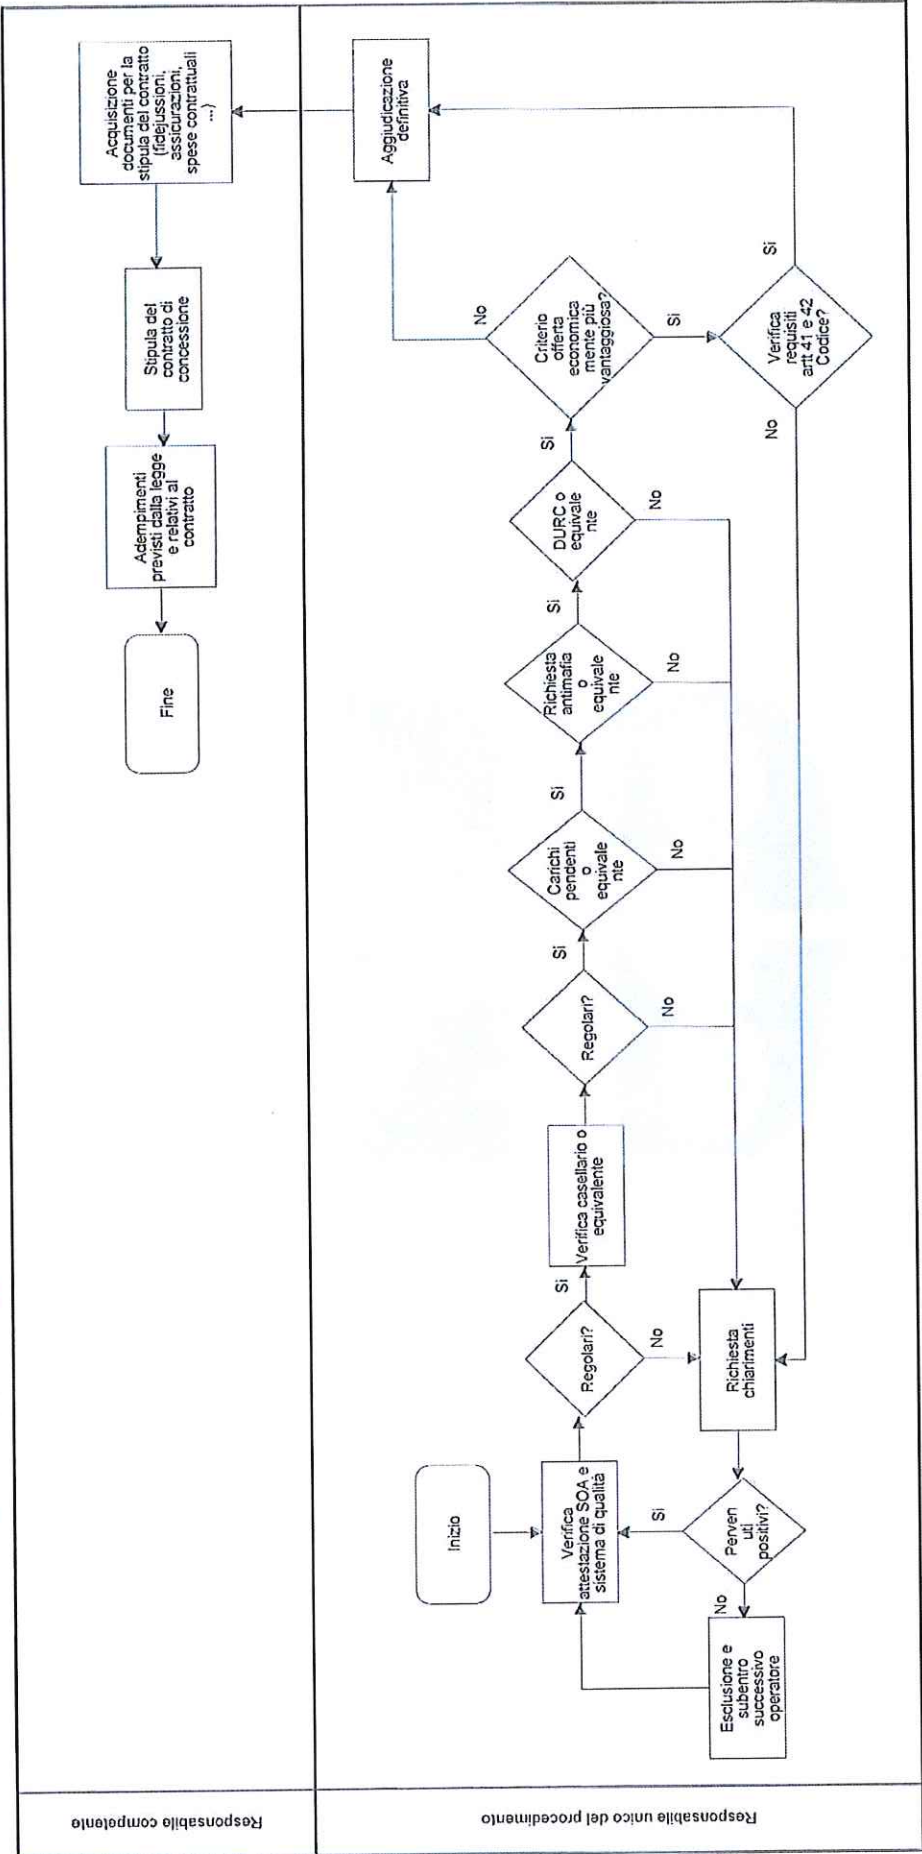 Responsabile competente
Acquisizione
documenti per la
stipula del contratto
(fidejussioni,
assicurazioni,
spese contrattuali
...)
Stipula del
contratto di
concessione
Adempimenti
previsti dalla legge
e relativi al
contratto
Fine
Responsabile unico del procedimento
Inizio
Verifica
attestazione SOA e
sistema di qualità
Regolari?
Si
No
Verifica casellario o
equivalente
Regolari?
Si
No
Carichi
pendenti
o
equivale
nte
Si
No
Richiesta
antimafia
o
equivale
nte
Si
No
DURC o
equivale
nte
Si
No
Criterio
offerta
economica
mente più
vantaggiosa?
No
Si
Verifica
requisiti
artt 41 e 42
Codice?
Si
No
Aggiudicazione
definitiva
Richiesta
chiarimenti
Perven
uti
positivi?
Si
No
Esclusione e
subentro
successivo
operatore